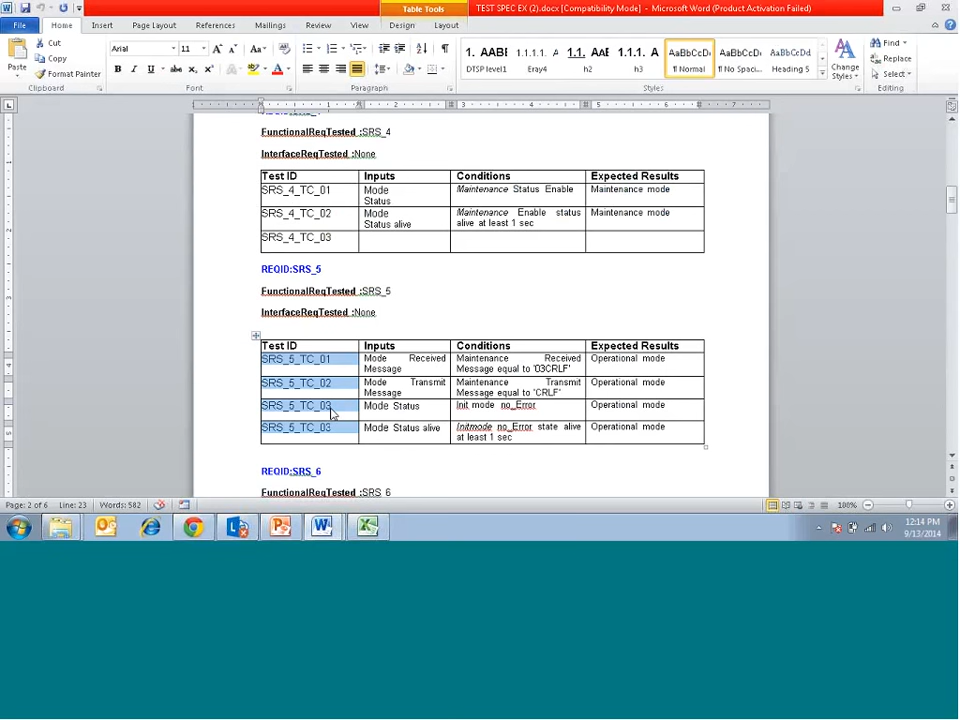 Table Tools
TEST SPEC EX (2).docx [Compatibility Mode] - Microsoft Word (Product Activation Failed)
File Home Insert Page Layout References Mailings Review View Design Layout
Paste
Cut
Copy
Format Painter
Clipboard
Arial 11
Font
Paragraph
1. AABI 1.1.1.1. A 1.1. AAE 1.1.1. A AaBbCcDc AaBbCcDc AaBbCcDd
DTSP level1 Eray4 h2 h3 ¶ Normal ¶ No Spaci... Heading 5
Change
Styles
Styles
Find
Replace
Select
Editing
FunctionalReqTested :SRS_4
InterfaceReqTested :None
Test ID Inputs Conditions Expected Results
SRS_4_TC_01 Mode Status Maintenance Status Enable Maintenance mode
SRS_4_TC_02 Mode Status alive Maintenance Enable status alive at least 1 sec Maintenance mode
SRS_4_TC_03
REQID:SRS_5
FunctionalReqTested :SRS_5
InterfaceReqTested :None
Test ID Inputs Conditions Expected Results
SRS_5_TC_01 Mode Received Message Maintenance Received Message equal to '03CRLF' Operational mode
SRS_5_TC_02 Mode Transmit Message Maintenance Transmit Message equal to 'CRLF' Operational mode
SRS_5_TC_03 Mode Status Init mode no_Error Operational mode
SRS_5_TC_03 Mode Status alive Initmode no_Error state alive at least 1 sec Operational mode
REQID:SRS_6
FunctionalReqTested :SRS_6
Page: 2 of 6 Line: 23 Words: 582 100%
12:14 PM
9/13/2014